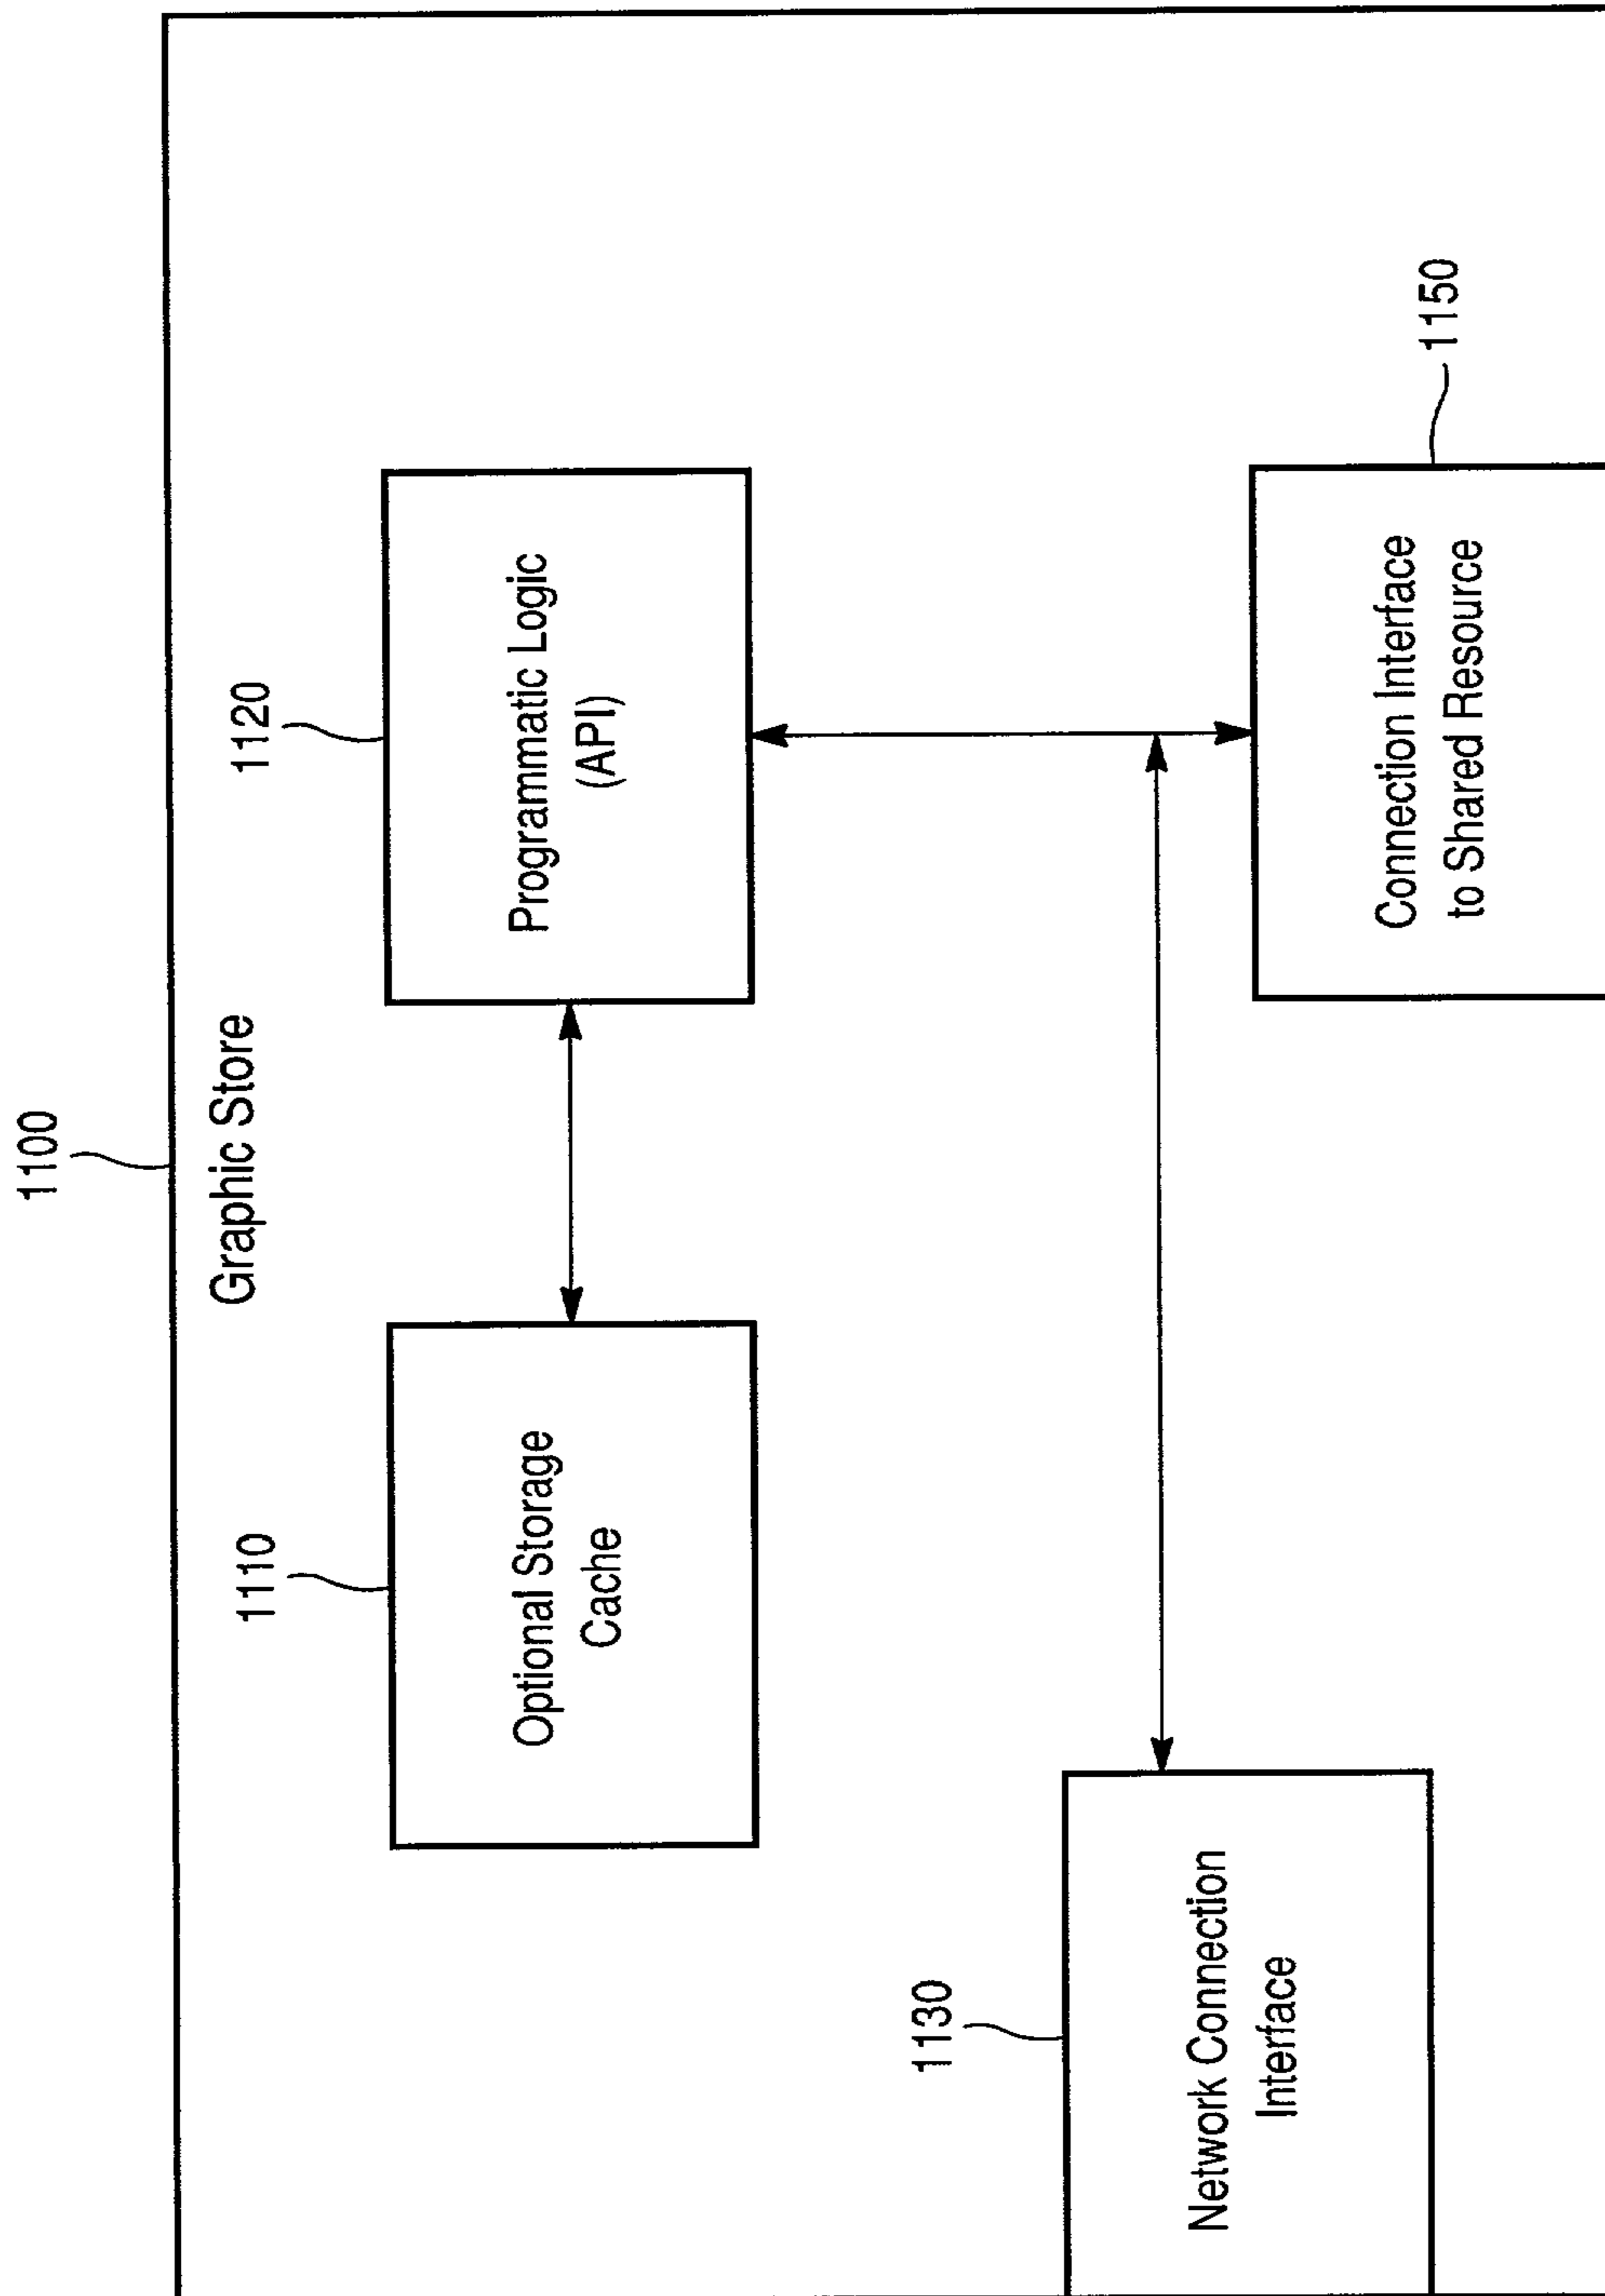 1100
Graphic Store
1110
1120
Optional Storage
Cache
Programmatic Logic
(API)
1130
Network Connection
Interface
Connection Interface
to Shared Resource
1150